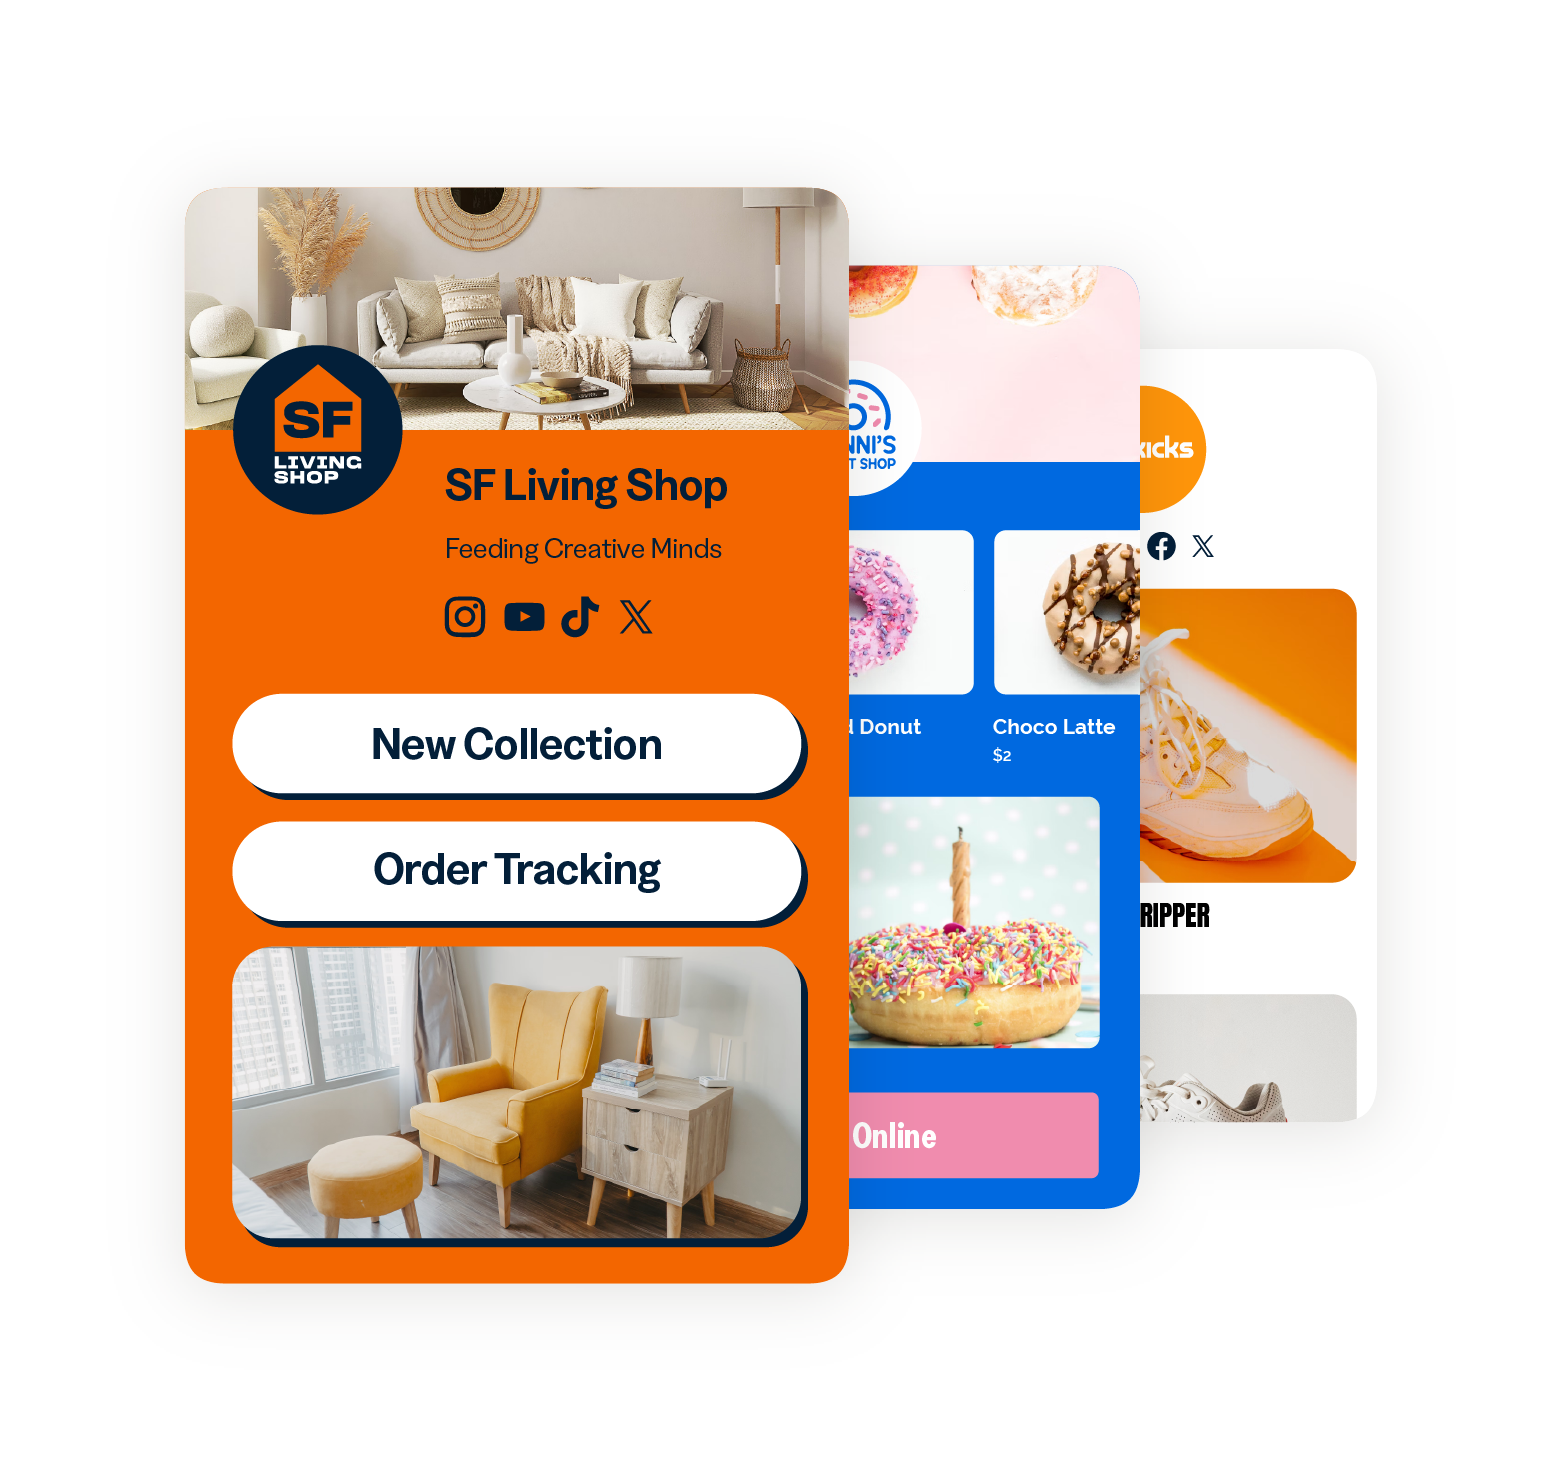 SF
LIVING
SHOP
SF Living Shop
Feeding Creative Minds
New Collection
Order Tracking
NNI'S
T SHOP
d Donut
Choco Latte
$2
Online
kicks
RIPPER